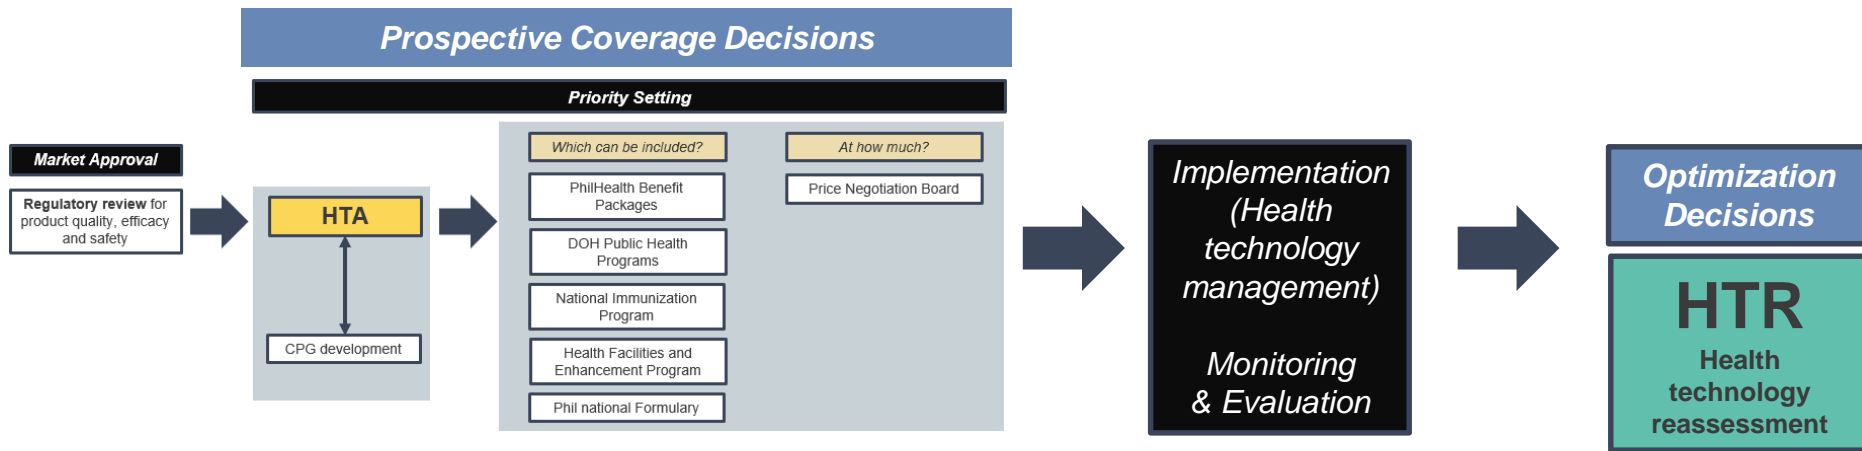 Prospective Coverage Decisions
Priority Setting
Market Approval
Regulatory review for
product quality, efficacy
and safety
HTA
CPG development
Which can be included?
PhilHealth Benefit
Packages
DOH Public Health
Programs
National Immunization
Program
Health Facilities and
Enhancement Program
Phil national Formulary
At how much?
Price Negotiation Board
Implementation
(Health
technology
management)
Monitoring
& Evaluation
Optimization
Decisions
HTR
Health
technology
reassessment